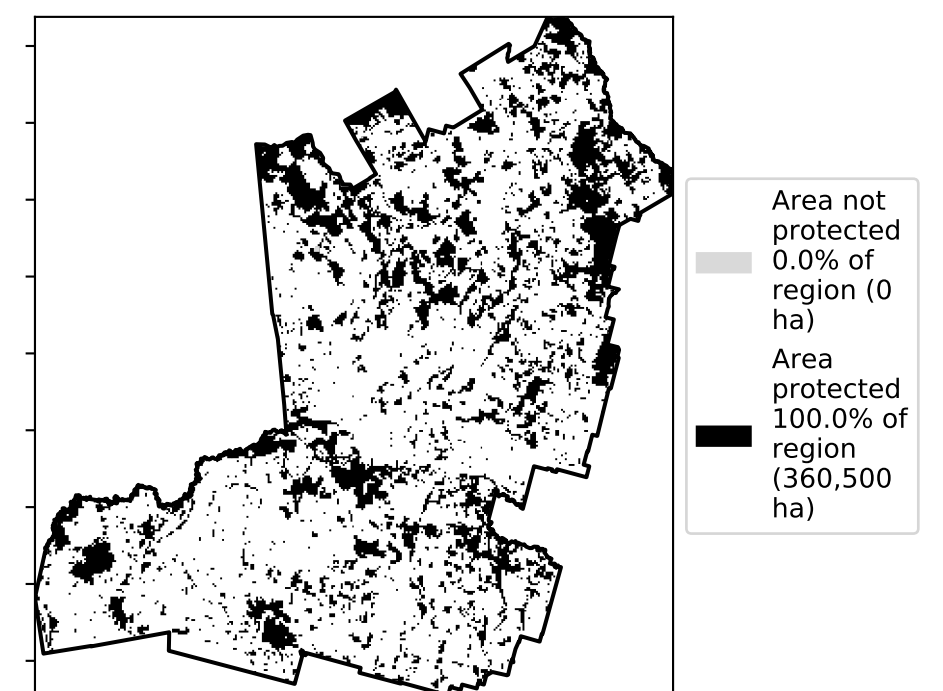 Area not
protected
0.0% of
region (0
ha)
Area
protected
100.0% of
region
(360,500
ha)